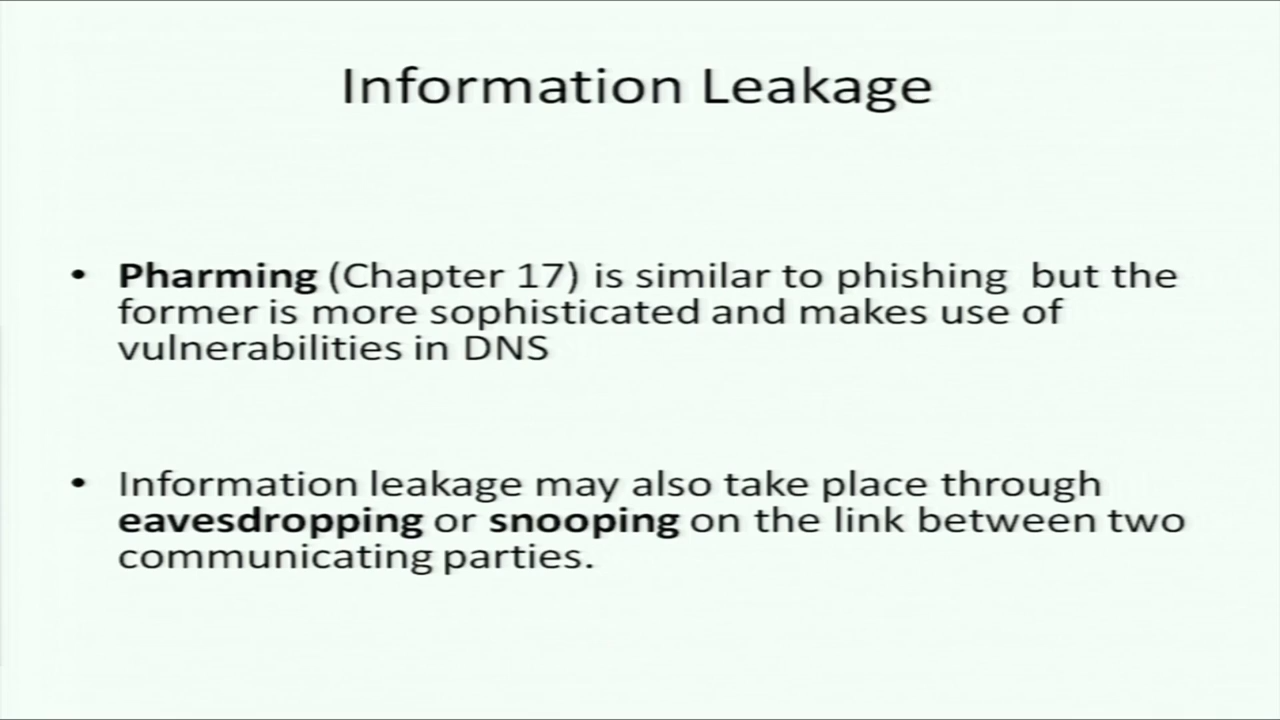 Information Leakage
• Pharming (Chapter 17) is similar to phishing  but the
former is more sophisticated and makes use of
vulnerabilities in DNS
• Information leakage may also take place through
eavesdropping or snooping on the link between two
communicating parties.